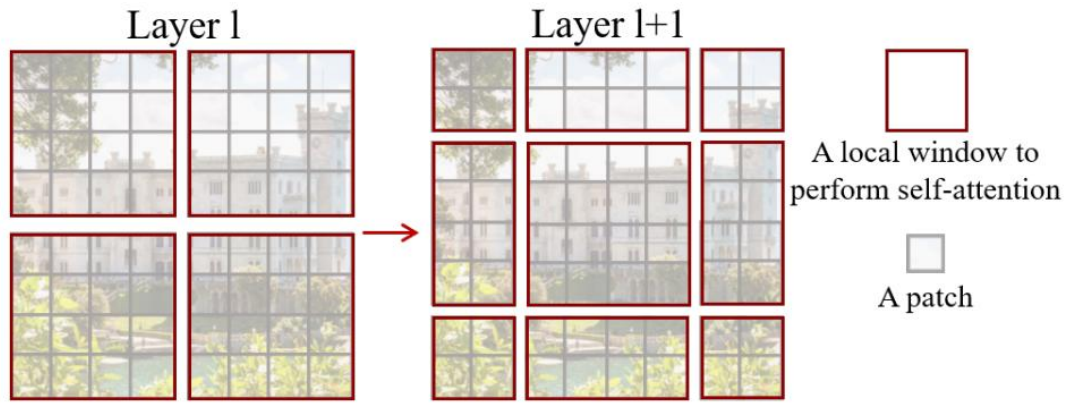 Layer l
Layer l+1
A local window to
perform self-attention
A patch